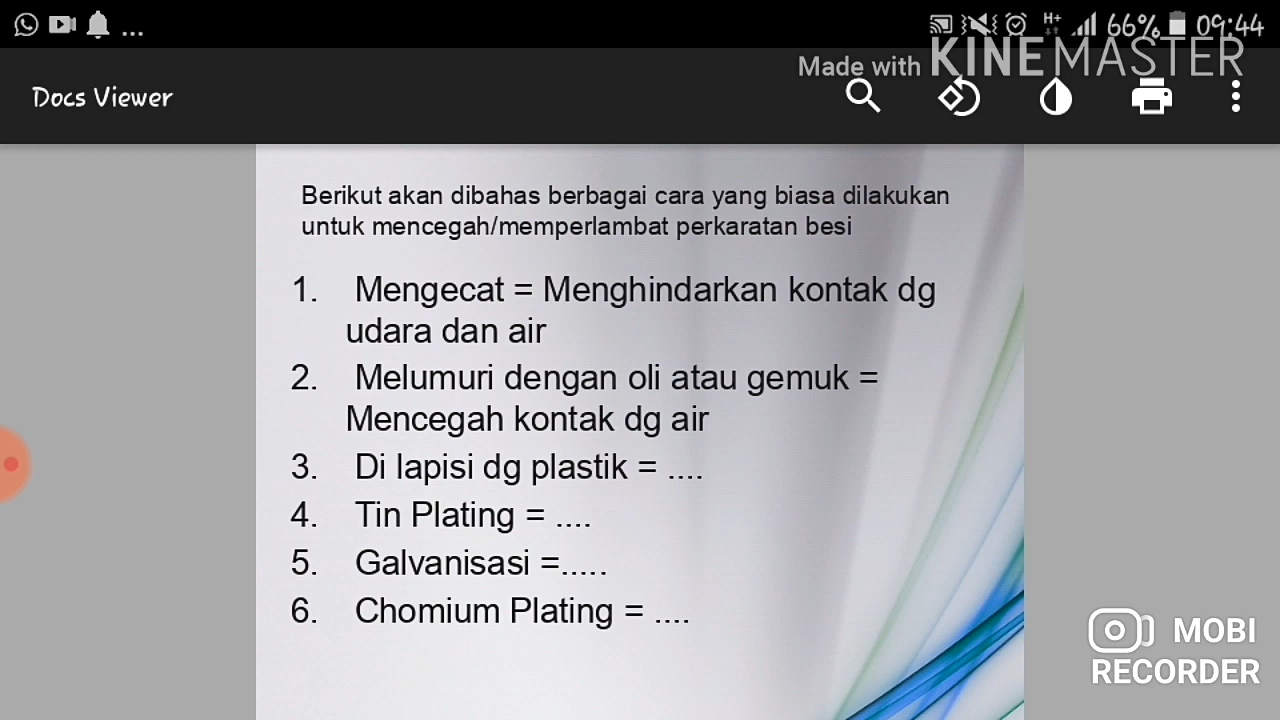 ...
H+ 66% 09:44
Made with KINEMASTER
Docs Viewer
Berikut akan dibahas berbagai cara yang biasa dilakukan
untuk mencegah/memperlambat perkaratan besi
1. Mengecat = Menghindarkan kontak dg
udara dan air
2. Melumuri dengan oli atau gemuk =
Mencegah kontak dg air
3. Di lapisi dg plastik = ....
4. Tin Plating = ....
5. Galvanisasi =.....
6. Chomium Plating = ....
MOBI
RECORDER